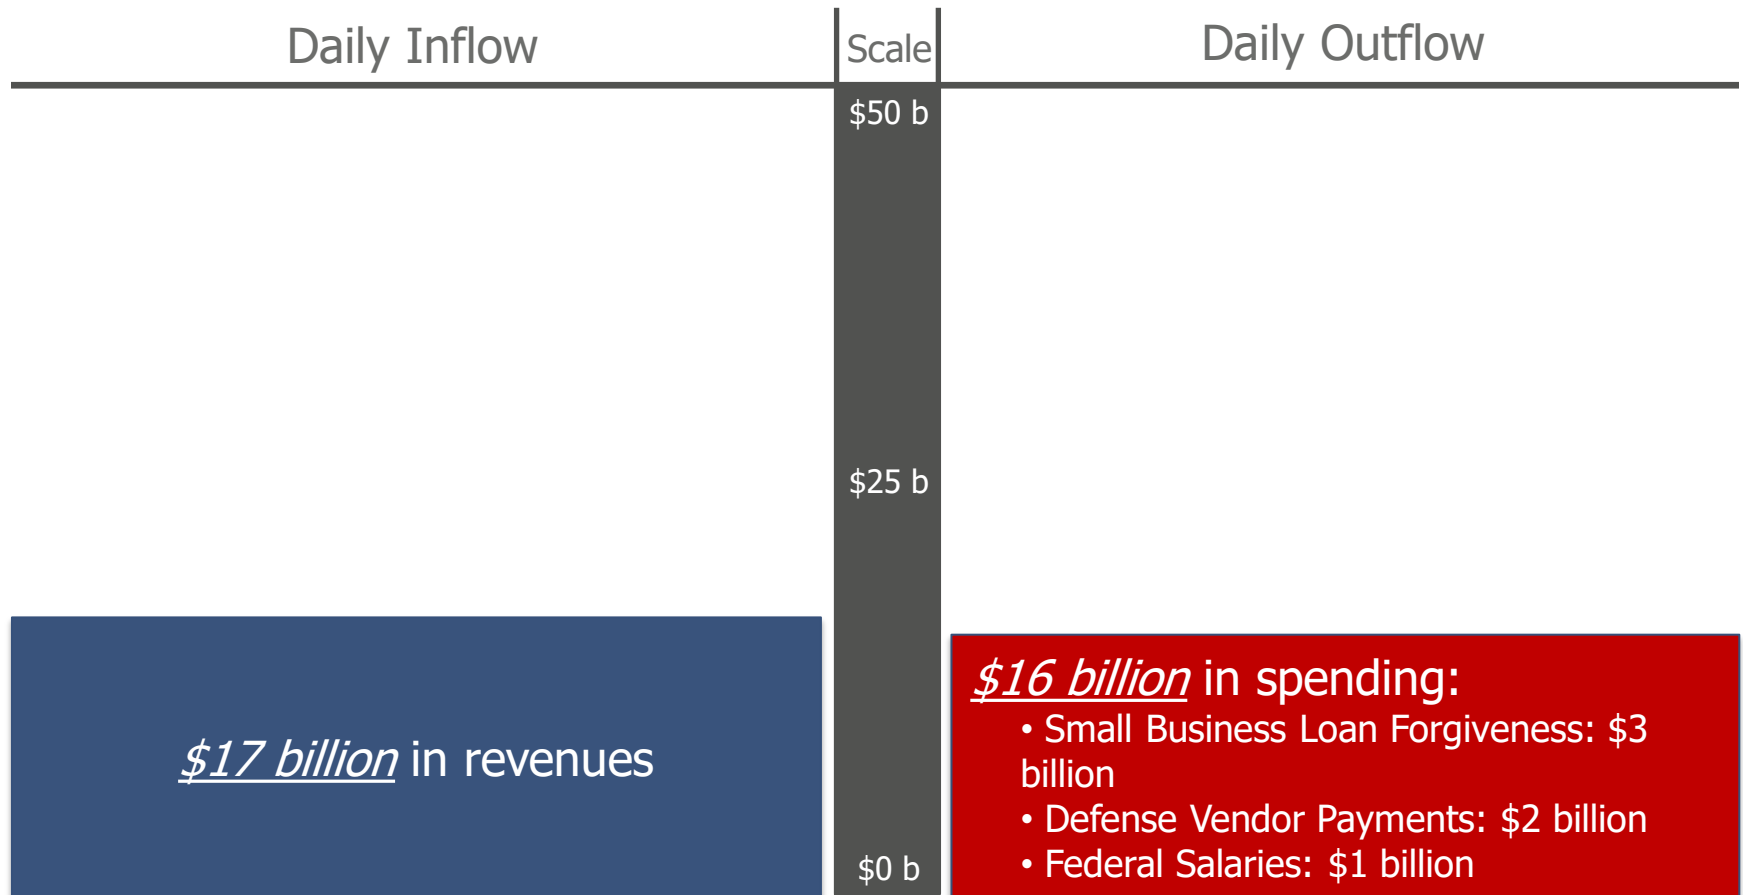 Daily Inflow
Scale
Daily Outflow
$50 b
$25 b
$0 b
$17 billion in revenues
$16 billion in spending:
• Small Business Loan Forgiveness: $3
billion
• Defense Vendor Payments: $2 billion
• Federal Salaries: $1 billion